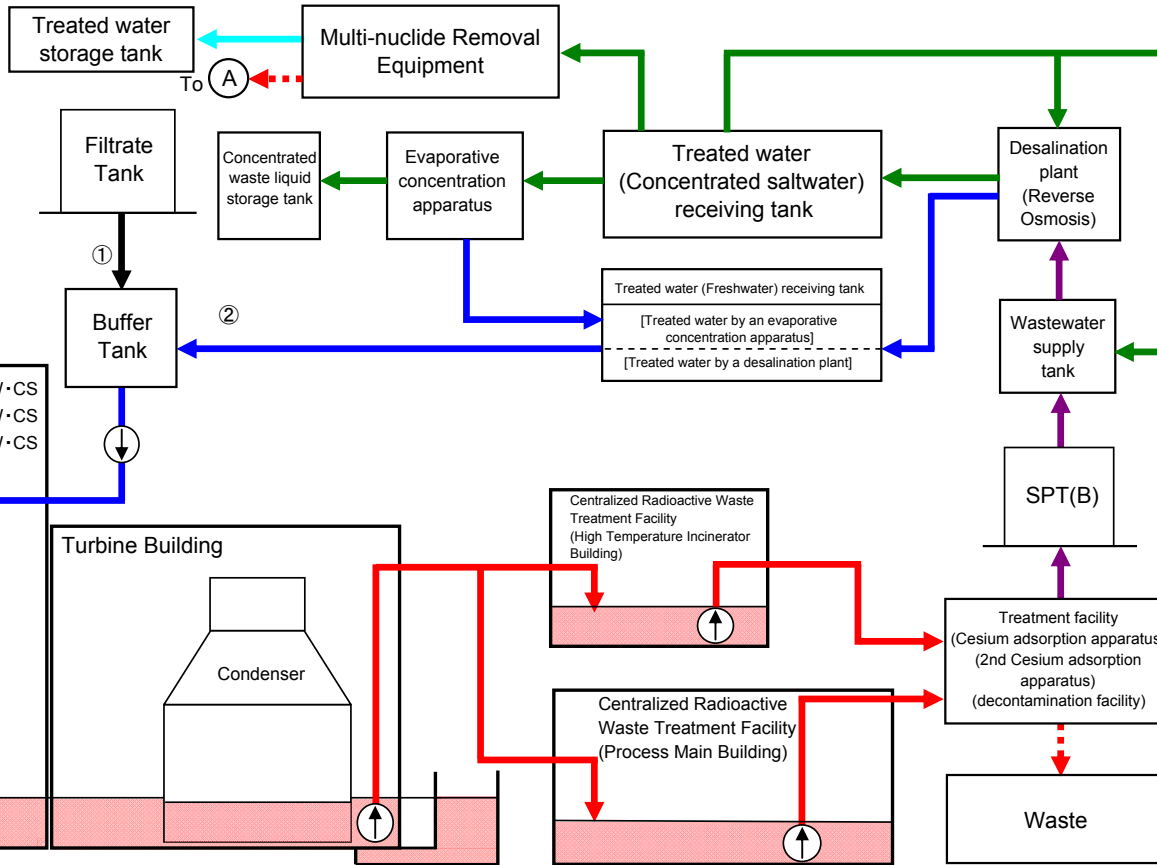 Treated water
storage tank
Multi-nuclide Removal
Equipment
To A
Filtrate
Tank
Concentrated
waste liquid
storage tank
Evaporative
concentration
apparatus
Treated water
(Concentrated saltwater)
receiving tank
Desalination
plant
(Reverse
Osmosis)
①
Buffer
Tank
②
Treated water (Freshwater) receiving tank
[Treated water by an evaporative
concentration apparatus]
[Treated water by a desalination plant]
Wastewater
supply
tank
・CS
・CS
・CS
SPT(B)
Turbine Building
Condenser
Centralized Radioactive Waste
Treatment Facility
(High Temperature Incinerator
Building)
Treatment facility
(Cesium adsorption apparatus
(2nd Cesium adsorption
apparatus)
(decontamination facility)
Centralized Radioactive
Waste Treatment Facility
(Process Main Building)
Waste